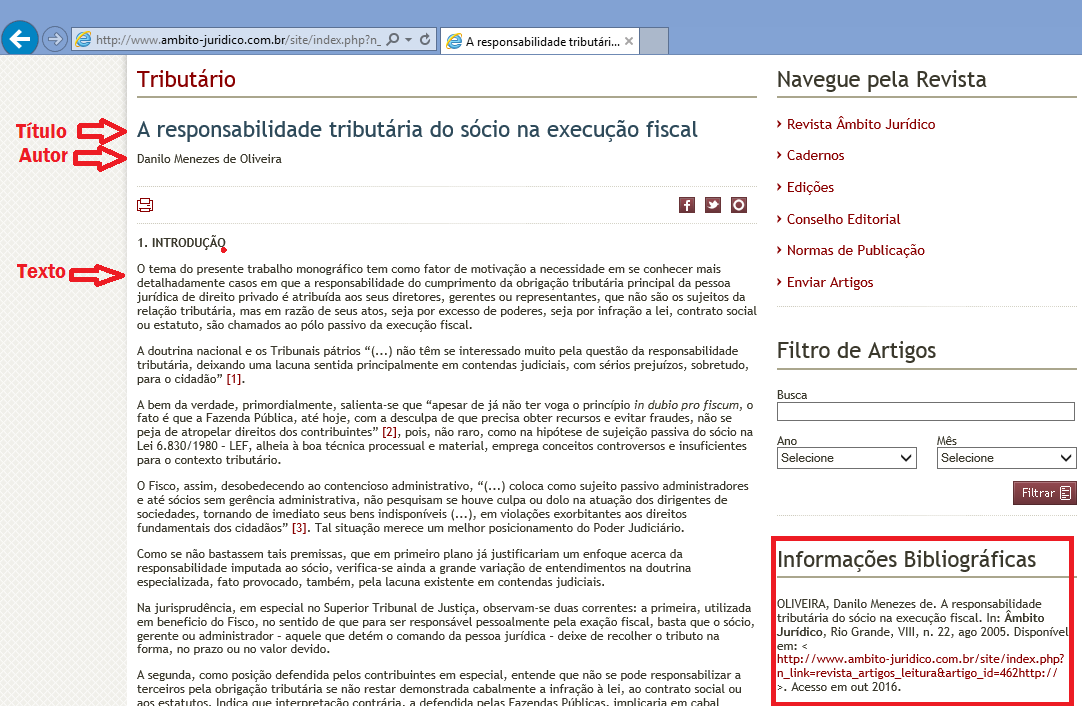 http://www.ambito-juridico.com.br/site/index.php?n_
A responsabilidade tributári...
Tributário
Título
A responsabilidade tributária do sócio na execução fiscal
Autor
Danilo Menezes de Oliveira
1. INTRODUÇÃO
Texto
O tema do presente trabalho monográfico tem como fator de motivação a necessidade em se conhecer mais
detalhadamente casos em que a responsabilidade do cumprimento da obrigação tributária principal da pessoa
jurídica de direito privado é atribuída aos seus diretores, gerentes ou representantes, que não são os sujeitos da
relação tributária, mas em razão de seus atos, seja por excesso de poderes, seja por infração a lei, contrato social
ou estatuto, são chamados ao pólo passivo da execução fiscal.
A doutrina nacional e os Tribunais pátrios “(...) não têm se interessado muito pela questão da responsabilidade
tributária, deixando uma lacuna sentida principalmente em contendas judiciais, com sérios prejuízos, sobretudo,
para o cidadão” [1].
A bem da verdade, primordialmente, salienta-se que “apesar de já não ter voga o princípio in dubio pro fiscum, o
fato é que a Fazenda Pública, até hoje, com a desculpa de que precisa obter recursos e evitar fraudes, não se
peja de atropelar direitos dos contribuintes” [2], pois, não raro, como na hipótese de sujeição passiva do sócio na
Lei 6.830/1980 – LEF, alheia à boa técnica processual e material, emprega conceitos controversos e insuficientes
para o contexto tributário.
O Fisco, assim, desobedecendo ao contencioso administrativo, “(...) coloca como sujeito passivo administradores
e até sócios sem gerência administrativa, não pesquisam se houve culpa ou dolo na atuação dos dirigentes de
sociedades, tornando de imediato seus bens indisponíveis (...), em violações exorbitantes aos direitos
fundamentais dos cidadãos” [3]. Tal situação merece um melhor posicionamento do Poder Judiciário.
Como se não bastassem tais premissas, que em primeiro plano já justificariam um enfoque acerca da
responsabilidade imputada ao sócio, verifica-se ainda a grande variação de entendimentos na doutrina
especializada, fato provocado, também, pela lacuna existente em contendas judiciais.
Na jurisprudência, em especial no Superior Tribunal de Justiça, observam-se duas correntes: a primeira, utilizada
em beneficio do Fisco, no sentido de que para ser responsável pessoalmente pela exação fiscal, basta que o sócio,
gerente ou administrador – aquele que detém o comando da pessoa jurídica – deixe de recolher o tributo na
forma, no prazo ou no valor devido.
A segunda, como posição defendida pelos contribuintes em especial, entende que não se pode responsabilizar a
terceiros pela obrigação tributária se não restar demonstrada cabalmente a infração à lei, ao contrato social ou
aos estatutos. Indica que interpretação contrária, a defendida pelas Fazendas Públicas, implicaria em cabal
Navegue pela Revista
Revista Âmbito Jurídico
Cadernos
Edições
Conselho Editorial
Normas de Publicação
Enviar Artigos
Filtro de Artigos
Busca
Ano Mês
Selecione Selecione
Filtrar
Informações Bibliográficas
OLIVEIRA, Danilo Menezes de. A responsabilidade
tributária do sócio na execução fiscal. In: Âmbito
Jurídico, Rio Grande, VIII, n. 22, ago 2005. Disponível
em: <
http://www.ambito-juridico.com.br/site/index.php?
n_link=revista_artigos_leitura&artigo_id=462http://
>. Acesso em out 2016.